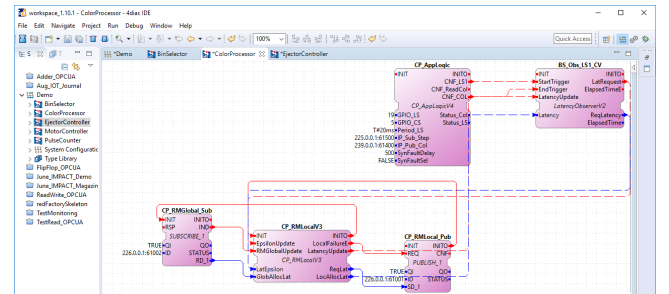 workspace_1.10.1 - ColorProcessor - 4diac IDE
File Edit Navigate Project Run Debug Window Help
100%
Quick Access
*Demo
BinSelector
*ColorProcessor
*EjectorController
Adder_OPCUA
Aug_IOT_Journal
Demo
BinSelector
ColorProcessor
EjectorController
MotorController
PulseCounter
System Configuratic
Type Library
FlipFlop_OPCUA
June_IMPACT_Demo
June_IMPACT_Magazin
ReadWrite_OPCUA
redFactorySkeleton
TestMonitoring
TestRead_OPCUA
CP_AppLogic
INIT INITO
CNF_LS1
CNF_ReadCol
CNF_COL
CP_AppLogicV4
19 GPIO_LS Status_Col
5 GPIO_CS Status_LS
T#20ms Period_LS
225.0.0.1:61500 IP_Sub_Step
239.0.0.1:61400 IP_Pub_Col
500 SynFaultDelay
FALSE SynFaultSel
BS_Obs_LS1_CV
INIT INITO
StartTrigger LatRequest
EndTrigger ElapsedTimeE
LatencyUpdate
LatencyObserverV2
Latency ReqLatency
ElapsedTime
CP_RMGlobal_Sub
INIT INITO
RSP IND
SUBSCRIBE_1
TRUE QI QO
226.0.0.1:61002 ID STATUS
RD_1
CP_RMLocalV3
INIT INITO
EpsilonUpdate LocalFailureE
RMGlobalUpdate LatencyUpdate
CP_RMLocalV3
LatEpsilon ReqLat
GlobAllocLat LocAllocLat
CP_RMLocal_Pub
INIT INITO
REQ CNF
PUBLISH_1
TRUE QI QO
226.0.0.1:61001 ID STATUS
SD_1